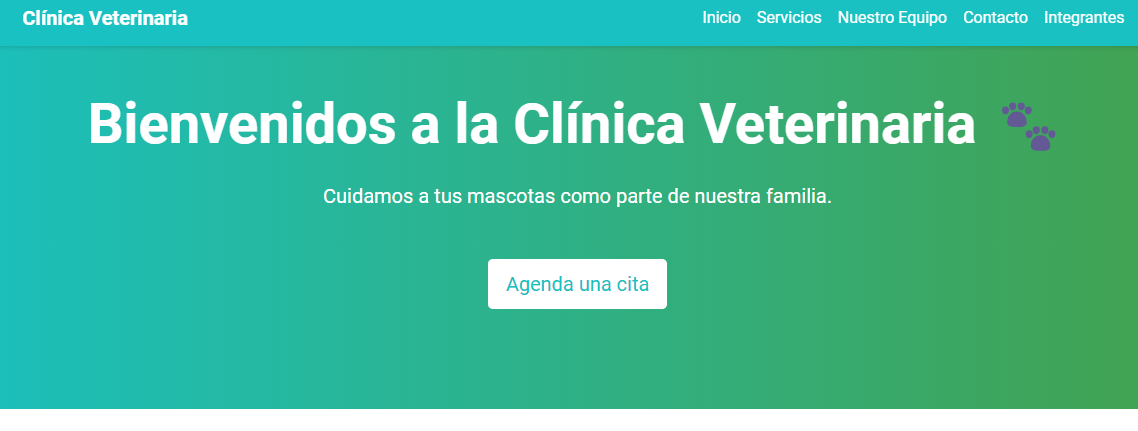 Clínica Veterinaria
Inicio Servicios Nuestro Equipo Contacto Integrantes
Bienvenidos a la Clínica Veterinaria 🐾
Cuidamos a tus mascotas como parte de nuestra familia.
Agenda una cita